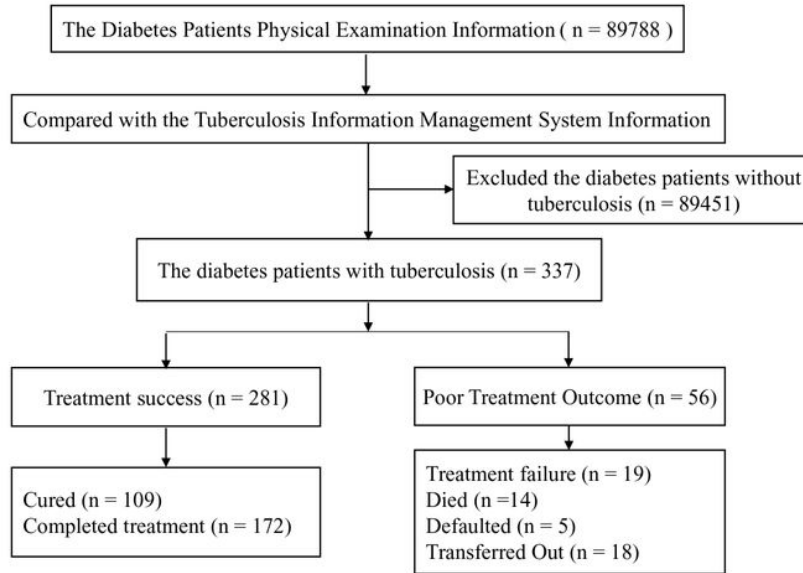 The Diabetes Patients Physical Examination Information ( n = 89788 )
Compared with the Tuberculosis Information Management System Information
Excluded the diabetes patients without
tuberculosis (n = 89451)
The diabetes patients with tuberculosis (n = 337)
Treatment success (n = 281)
Poor Treatment Outcome (n = 56)
Cured (n = 109)
Completed treatment (n = 172)
Treatment failure (n = 19)
Died (n =14)
Defaulted (n = 5)
Transferred Out (n = 18)